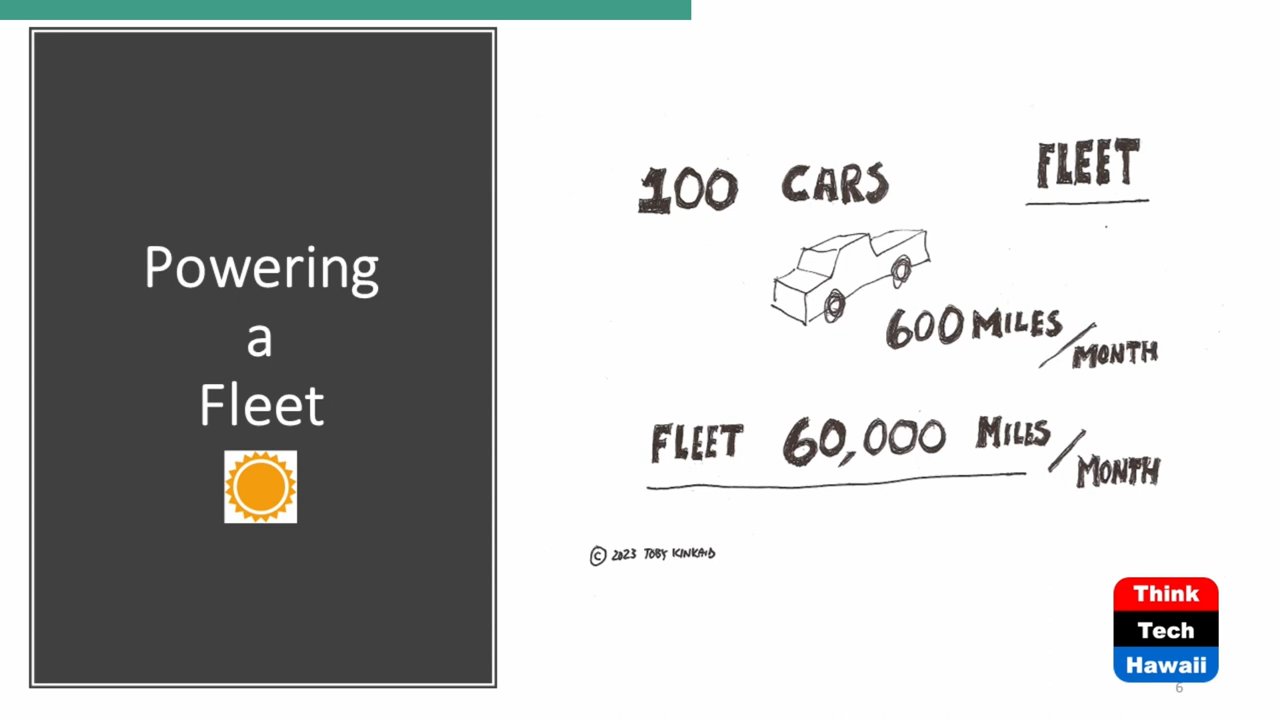 Powering
a
Fleet
100 CARS
FLEET
600 MILES/MONTH
FLEET 60,000 MILES/MONTH
© 2023 TOBY KINKAID
Think
Tech
Hawaii
6